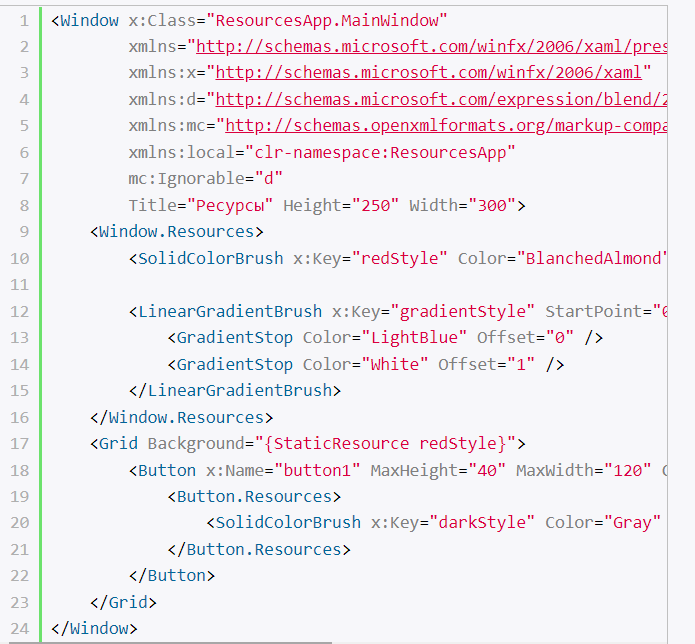 1 <Window x:Class="ResourcesApp.MainWindow"
2 xmlns="http://schemas.microsoft.com/winfx/2006/xaml/pres
3 xmlns:x="http://schemas.microsoft.com/winfx/2006/xaml"
4 xmlns:d="http://schemas.microsoft.com/expression/blend/2
5 xmlns:mc="http://schemas.openxmlformats.org/markup-compa
6 xmlns:local="clr-namespace:ResourcesApp"
7 mc:Ignorable="d"
8 Title="Ресурсы" Height="250" Width="300">
9 <Window.Resources>
10 <SolidColorBrush x:Key="redStyle" Color="BlanchedAlmond"
11
12 <LinearGradientBrush x:Key="gradientStyle" StartPoint="0
13 <GradientStop Color="LightBlue" Offset="0" />
14 <GradientStop Color="White" Offset="1" />
15 </LinearGradientBrush>
16 </Window.Resources>
17 <Grid Background="{StaticResource redStyle}">
18 <Button x:Name="button1" MaxHeight="40" MaxWidth="120" C
19 <Button.Resources>
20 <SolidColorBrush x:Key="darkStyle" Color="Gray"
21 </Button.Resources>
22 </Button>
23 </Grid>
24 </Window>